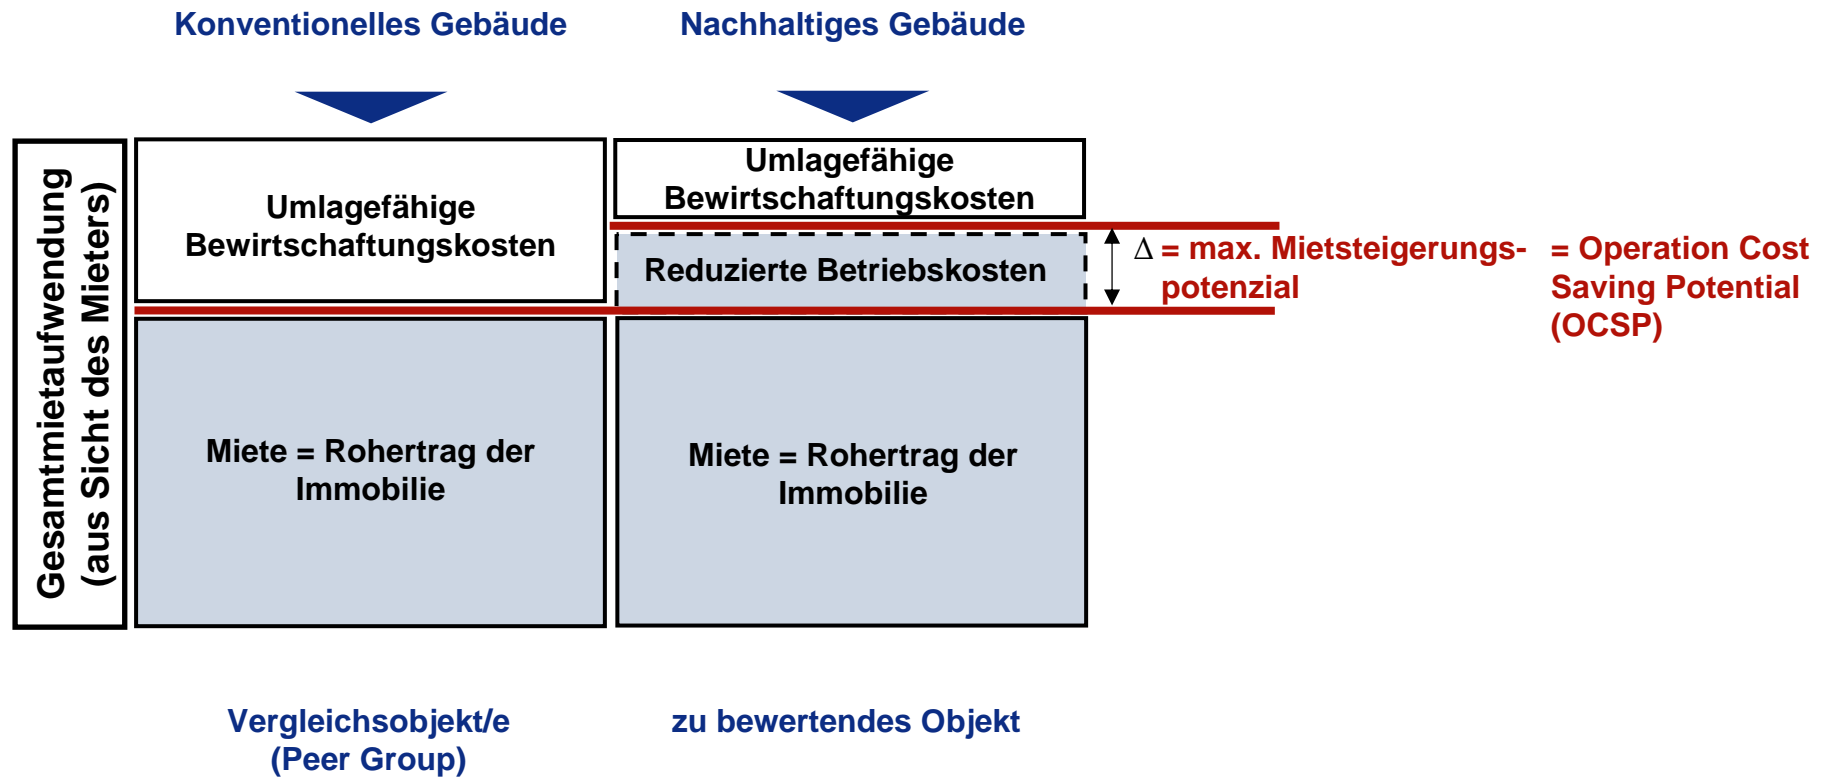 Konventionelles Gebäude
Nachhaltiges Gebäude
Gesamtmietaufwendung
(aus Sicht des Mieters)
Umlagefähige
Bewirtschaftungskosten
Umlagefähige
Bewirtschaftungskosten
Reduzierte Betriebskosten
Δ = max. Mietsteigerungs-
potenzial
= Operation Cost
Saving Potential
(OCSP)
Miete = Rohertrag der
Immobilie
Miete = Rohertrag der
Immobilie
Vergleichsobjekt/e
(Peer Group)
zu bewertendes Objekt